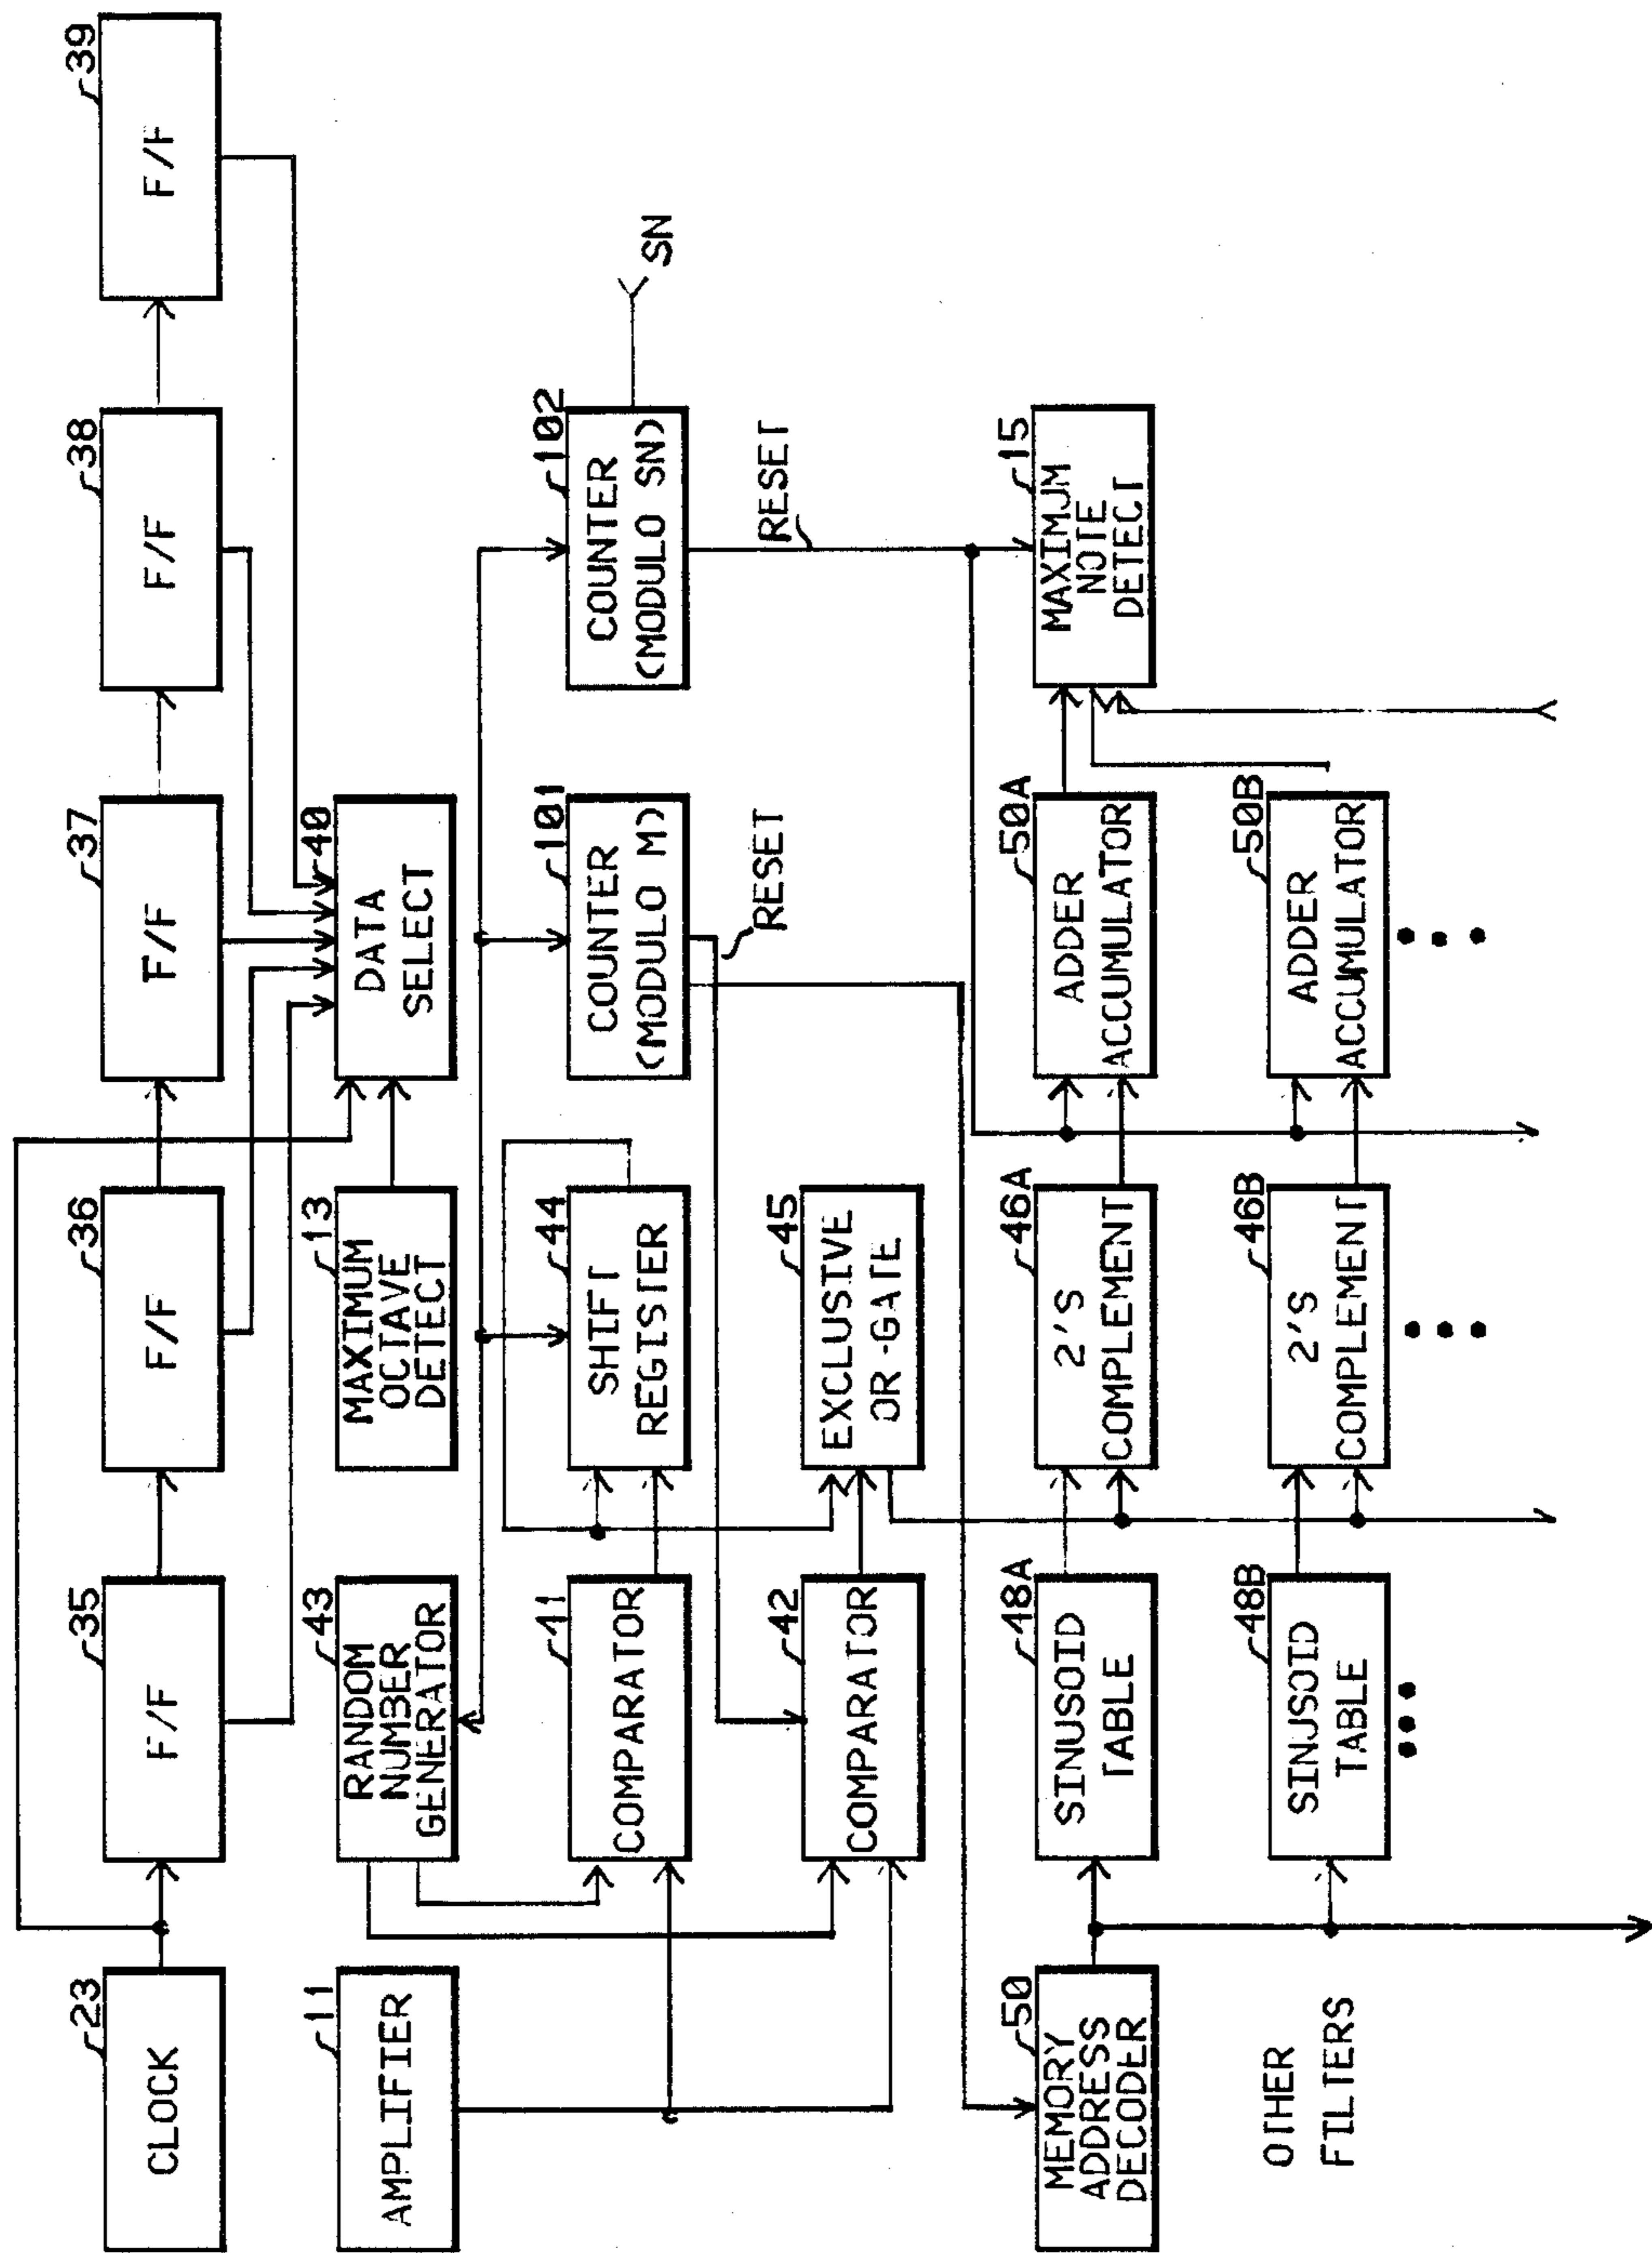 23
CLOCK
35
F/F
36
F/F
37
F/F
38
F/F
39
F/F
11
AMPLIFIER
43
RANDOM
NUMBER
GENERATOR
13
MAXIMUM
OCTAVE
DETECT
40
DATA
SELECT
41
COMPARATOR
44
SHIFT
REGISTER
101
COUNTER
(MODULO M)
102
COUNTER
(MODULO SN)
SN
42
COMPARATOR
45
EXCLUSIVE
OR-GATE
RESET
RESET
50
MEMORY
ADDRESS
DECODER
48A
SINUSOID
TABLE
46A
2'S
COMPLEMENT
50A
ADDER
ACCUMULATOR
15
MAXIMUM
NOTE
DETECT
OTHER
FILTERS
48B
SINUSOID
TABLE
46B
2'S
COMPLEMENT
50B
ADDER
ACCUMULATOR